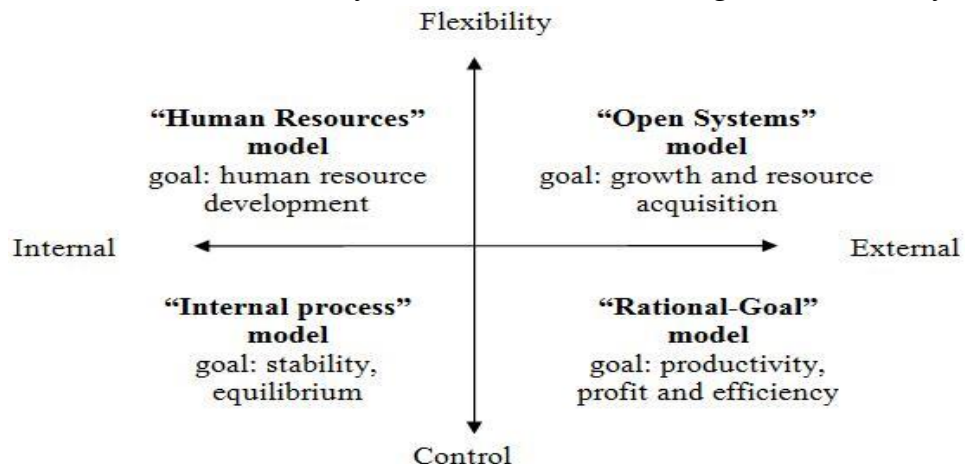 Flexibility
“Human Resources”
model
goal: human resource
development
“Open Systems”
model
goal: growth and resource
acquisition
Internal
External
“Internal process”
model
goal: stability,
equilibrium
“Rational-Goal”
model
goal: productivity,
profit and efficiency
Control